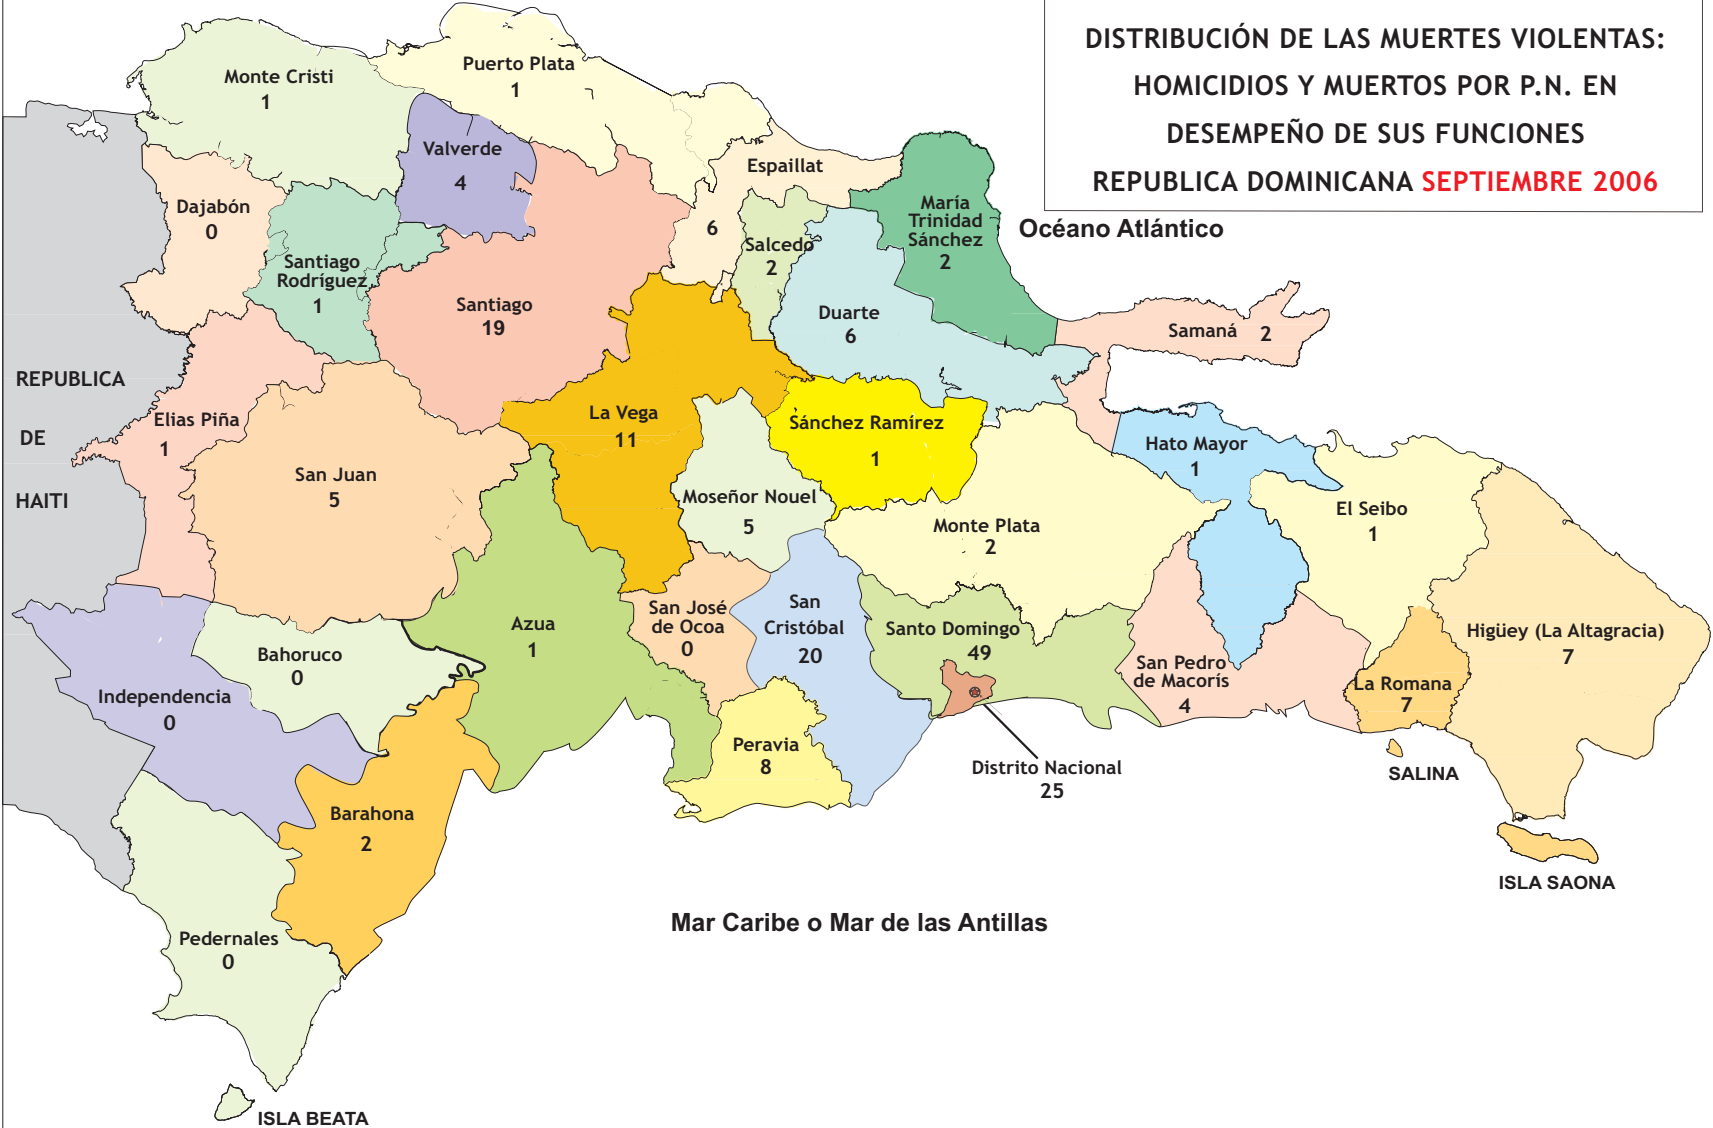 DISTRIBUCIÓN DE LAS MUERTES VIOLENTAS:
HOMICIDIOS Y MUERTOS POR P.N. EN
DESEMPEÑO DE SUS FUNCIONES
REPUBLICA DOMINICANA SEPTIEMBRE 2006
Monte Cristi
1
Puerto Plata
1
Valverde
4
Espaillat
6
Dajabón
0
Santiago
Rodríguez
1
Santiago
19
Salcedo
2
María
Trinidad
Sánchez
2
Océano Atlántico
Duarte
6
Samaná 2
REPUBLICA
DE
HAITI
Elias Piña
1
San Juan
5
La Vega
11
Sánchez Ramírez
1
Moseñor Nouel
5
Hato Mayor
1
El Seibo
1
Monte Plata
2
San José
de Ocoa
0
San
Cristóbal
20
Santo Domingo
49
San Pedro
de Macorís
4
Higüey (La Altagracia)
7
La Romana
7
Azua
1
Bahoruco
0
Independencia
0
Peravia
8
Distrito Nacional
25
SALINA
Barahona
2
ISLA SAONA
Mar Caribe o Mar de las Antillas
Pedernales
0
ISLA BEATA